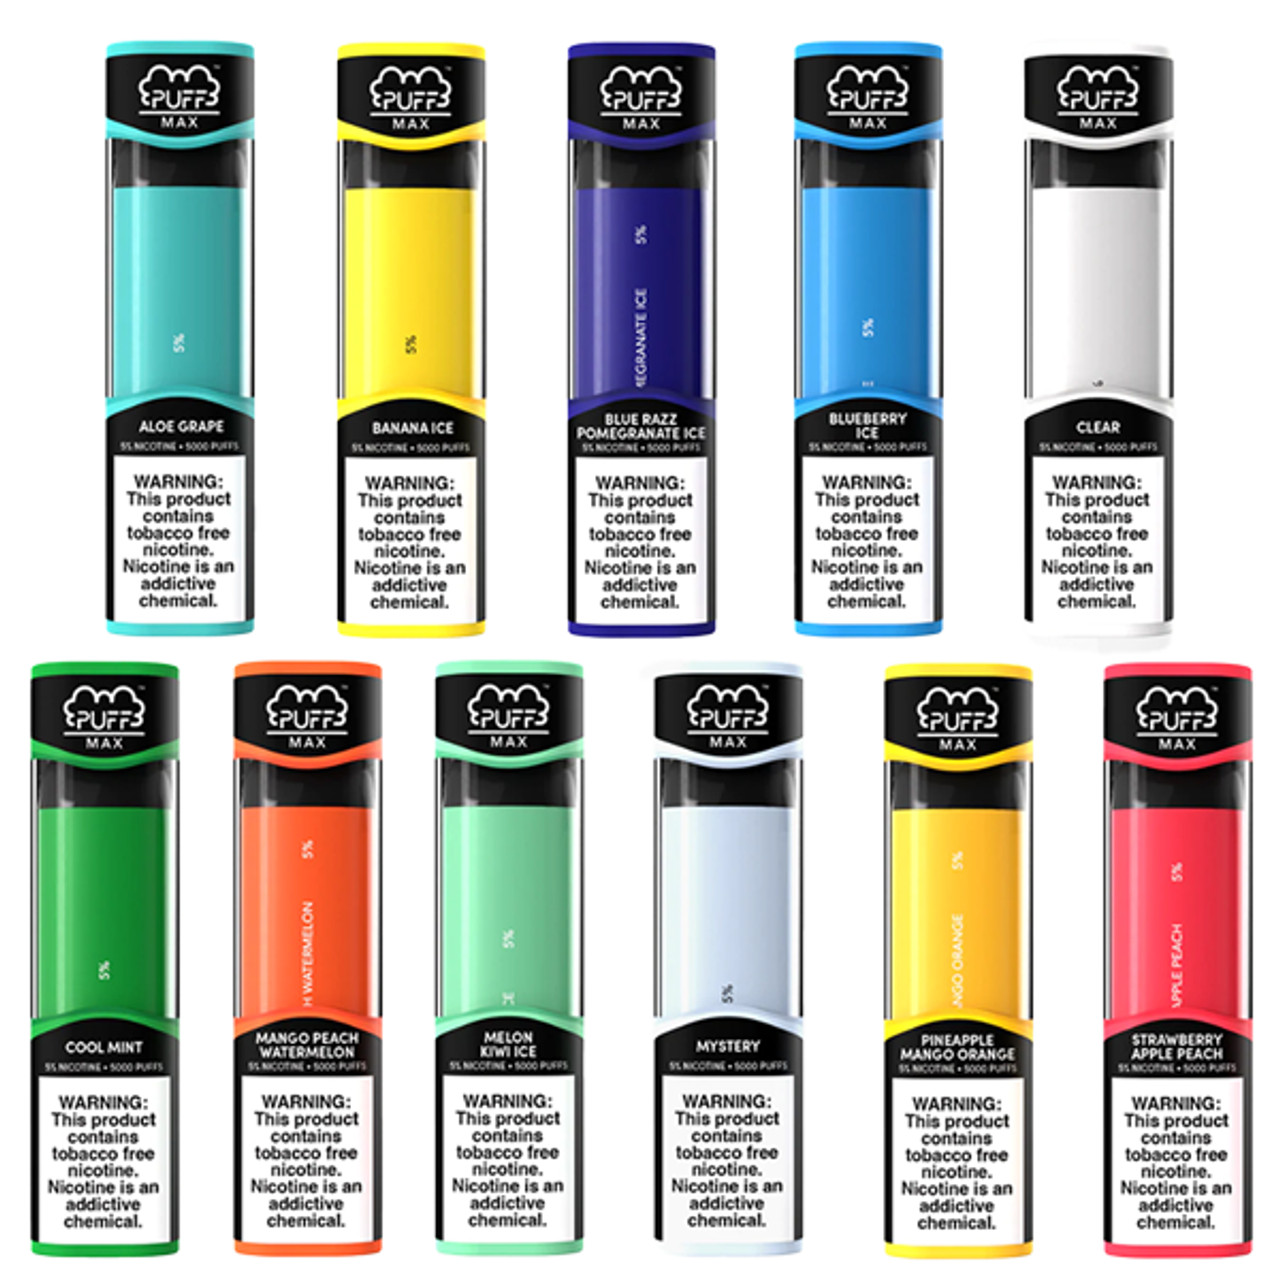 PUFF
MAX
5%
ALOE GRAPE
5% NICOTINE • 5000 PUFFS
WARNING:
This product
contains
tobacco free
nicotine.
Nicotine is an
addictive
chemical.
PUFF
MAX
5%
BANANA ICE
5% NICOTINE • 5000 PUFFS
WARNING:
This product
contains
tobacco free
nicotine.
Nicotine is an
addictive
chemical.
PUFF
MAX
EGRANATE ICE 5%
BLUE RAZZ
POMEGRANATE ICE
5% NICOTINE • 5000 PUFFS
WARNING:
This product
contains
tobacco free
nicotine.
Nicotine is an
addictive
chemical.
PUFF
MAX
5%
BLUEBERRY
ICE
5% NICOTINE • 5000 PUFFS
WARNING:
This product
contains
tobacco free
nicotine.
Nicotine is an
addictive
chemical.
PUFF
MAX
CLEAR
5% NICOTINE • 5000 PUFFS
WARNING:
This product
contains
tobacco free
nicotine.
Nicotine is an
addictive
chemical.
PUFF
MAX
5%
COOL MINT
5% NICOTINE • 5000 PUFFS
WARNING:
This product
contains
tobacco free
nicotine.
Nicotine is an
addictive
chemical.
PUFF
MAX
H WATERMELON 5%
MANGO PEACH
WATERMELON
5% NICOTINE • 5000 PUFFS
WARNING:
This product
contains
tobacco free
nicotine.
Nicotine is an
addictive
chemical.
PUFF
MAX
CE 5%
MELON
KIWI ICE
5% NICOTINE • 5000 PUFFS
WARNING:
This product
contains
tobacco free
nicotine.
Nicotine is an
addictive
chemical.
PUFF
MAX
5%
MYSTERY
5% NICOTINE • 5000 PUFFS
WARNING:
This product
contains
tobacco free
nicotine.
Nicotine is an
addictive
chemical.
PUFF
MAX
NGO ORANGE 5%
PINEAPPLE
MANGO ORANGE
5% NICOTINE • 5000 PUFFS
WARNING:
This product
contains
tobacco free
nicotine.
Nicotine is an
addictive
chemical.
PUFF
MAX
APPLE PEACH 5%
STRAWBERRY
APPLE PEACH
5% NICOTINE • 5000 PUFFS
WARNING:
This product
contains
tobacco free
nicotine.
Nicotine is an
addictive
chemical.